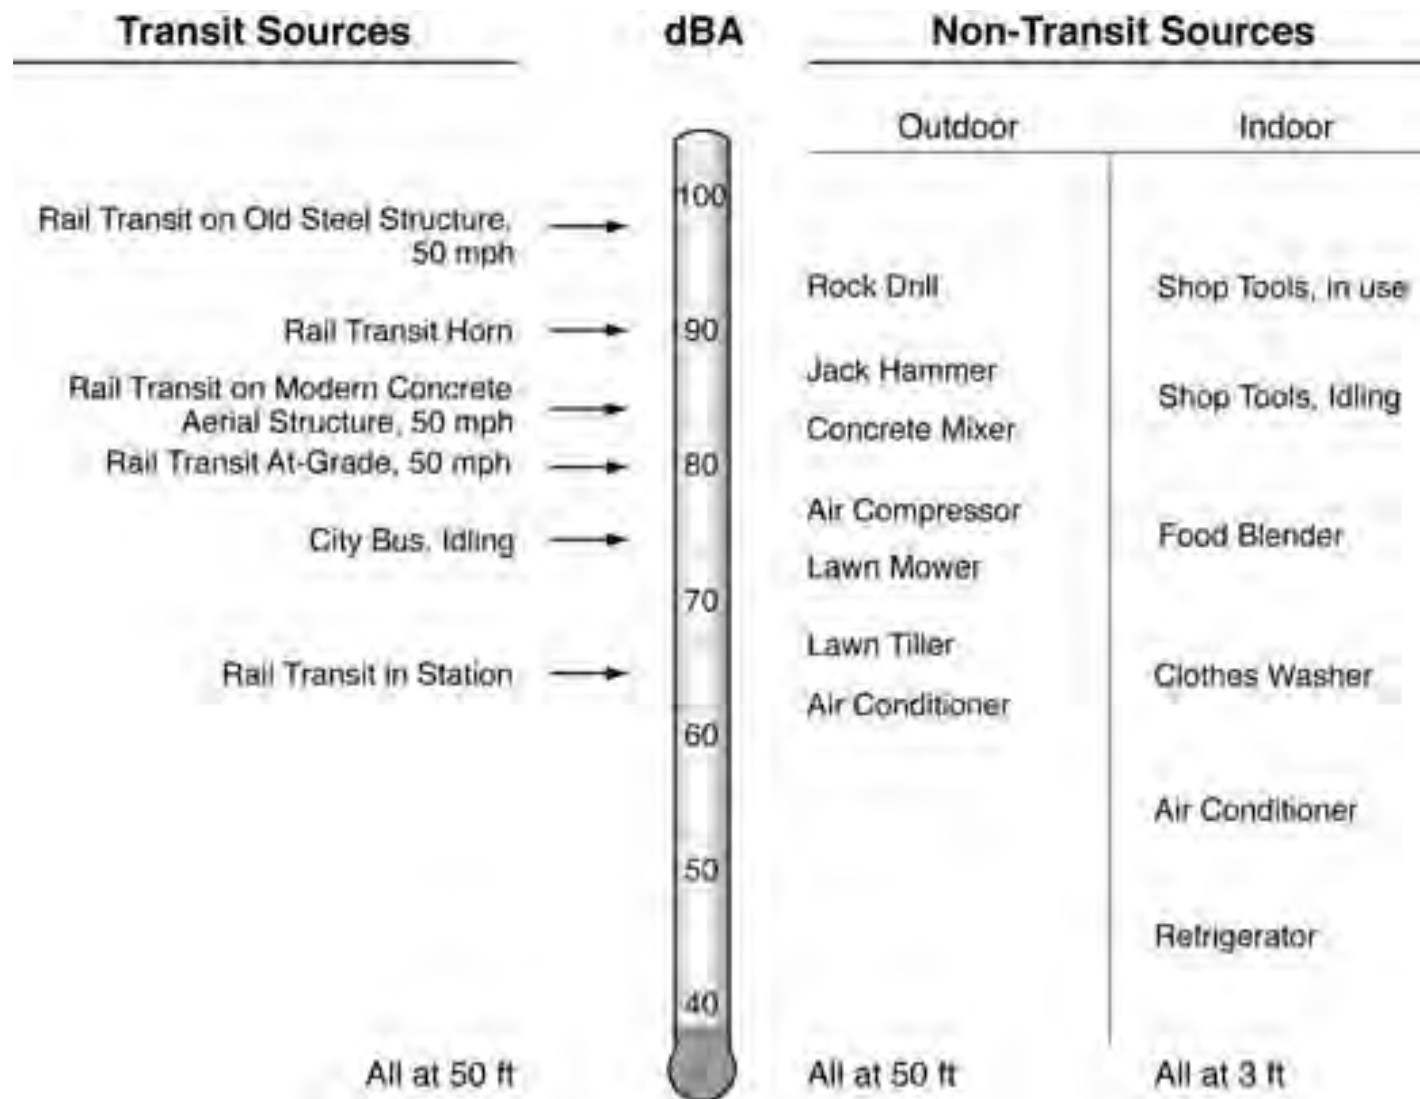 Transit Sources
dBA
Non-Transit Sources
Outdoor
Indoor
Rail Transit on Old Steel Structure,
50 mph
Rail Transit Horn
Rail Transit on Modern Concrete
Aerial Structure, 50 mph
Rail Transit At-Grade, 50 mph
City Bus, Idling
Rail Transit in Station
All at 50 ft
100
90
80
70
60
50
40
Rock Drill
Jack Hammer
Concrete Mixer
Air Compressor
Lawn Mower
Lawn Tiller
Air Conditioner
All at 50 ft
Shop Tools, in use
Shop Tools, Idling
Food Blender
Clothes Washer
Air Conditioner
Refrigerator
All at 3 ft